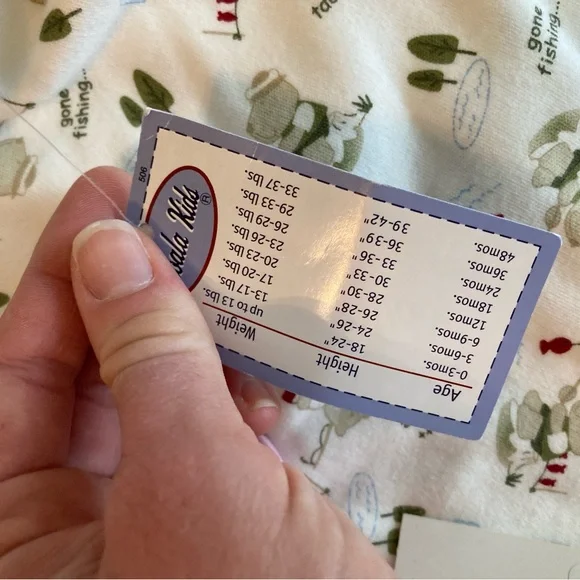 Age Height Weight
0-3mos. 18-24" up to 13 lbs.
3-6mos. 24-26" 13-17 lbs.
6-9mos. 26-28" 17-20 lbs.
12mos. 28-30" 20-23 lbs.
18mos. 30-33" 23-26 lbs.
24mos. 33-36" 26-29 lbs.
36mos. 36-39" 29-33 lbs.
48mos. 39-42" 33-37 lbs.
Kids®
506
gone
fishing...
gone
fishing...